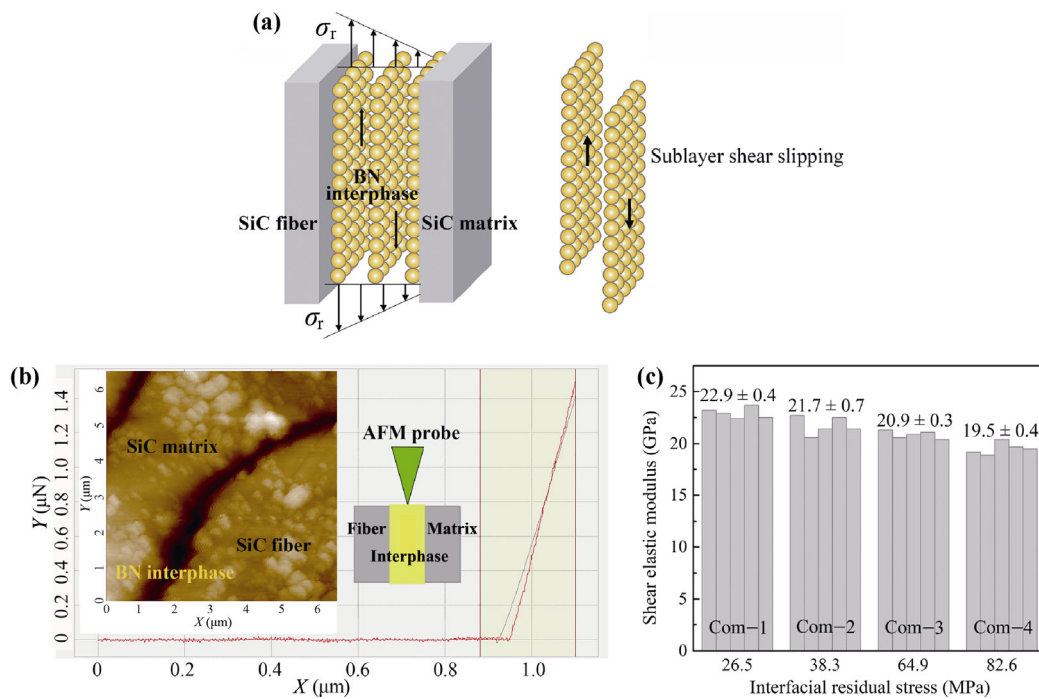 (a)
σr
BN
interphase
SiC fiber
SiC matrix
σr
Sublayer shear slipping
(b)
Y (μN)
1.4
1.2
1.0
0.8
0.6
0.4
0.2
0
0
0.2
0.4
0.6
0.8
1.0
X (μm)
Y (μm)
6
5
4
3
2
1
0
0
1
2
3
4
5
6
X (μm)
SiC matrix
SiC fiber
BN interphase
AFM probe
Fiber
Matrix
Interphase
(c)
Shear elastic modulus (GPa)
25
20
15
10
5
0
22.9 ± 0.4
21.7 ± 0.7
20.9 ± 0.3
19.5 ± 0.4
Com−1
Com−2
Com−3
Com−4
26.5
38.3
64.9
82.6
Interfacial residual stress (MPa)